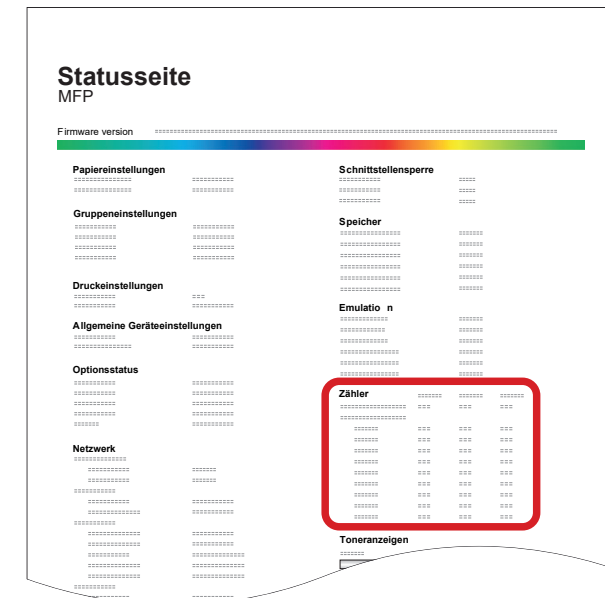 Statusseite
MFP
Firmware version
Papiereinstellungen
Gruppeneinstellungen
Druckeinstellungen
Allgemeine Geräteeinstellungen
Optionsstatus
Netzwerk
Schnittstellensperre
Speicher
Emulatio n
Zähler
Toneranzeigen